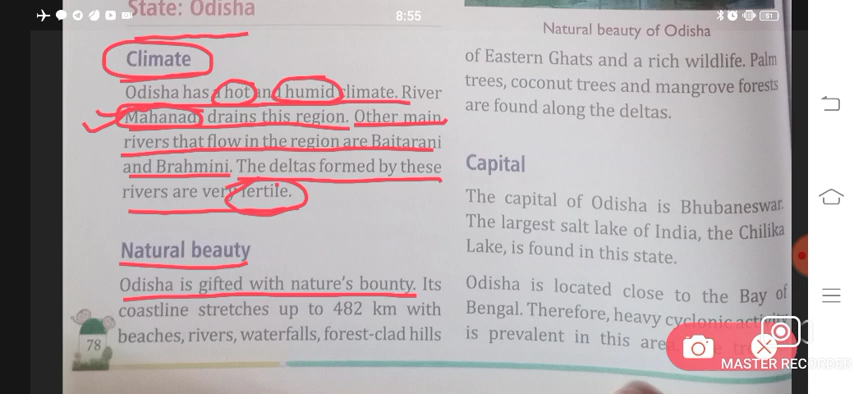 State: Odisha
8:55
51
Climate
Odisha has a hot and humid climate. River
Mahanadi drains this region. Other main
rivers that flow in the region are Baitarani
and Brahmini. The deltas formed by these
rivers are very fertile.
Natural beauty
Odisha is gifted with nature's bounty. Its
coastline stretches up to 482 km with
beaches, rivers, waterfalls, forest-clad hills
78
Natural beauty of Odisha
of Eastern Ghats and a rich wildlife. Palm
trees, coconut trees and mangrove forests
are found along the deltas.
Capital
The capital of Odisha is Bhubaneswar.
The largest salt lake of India, the Chilika
Lake, is found in this state.
Odisha is located close to the Bay of
Bengal. Therefore, heavy cyclonic
is prevalent in this area.
MASTER RECORDER